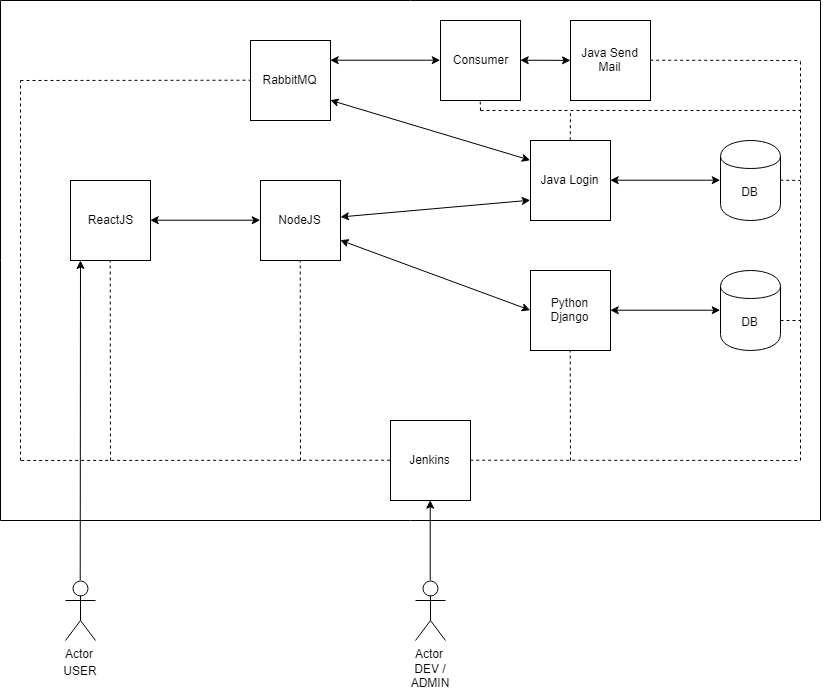 Consumer
Java Send
Mail
RabbitMQ
Java Login
DB
ReactJS
NodeJS
Python
Django
DB
Jenkins
Actor
USER
Actor
DEV /
ADMIN